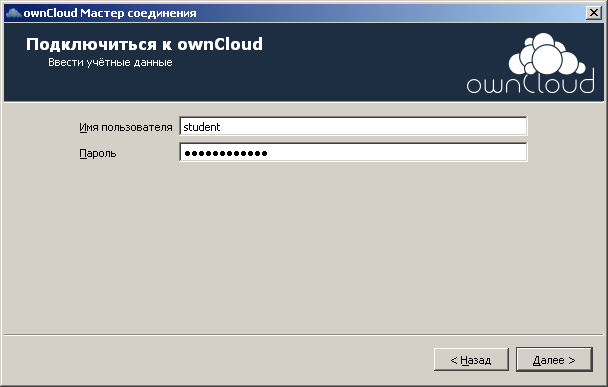 ownCloud Мастер соединения
Подключиться к ownCloud
Ввести учётные данные
ownCloud
Имя пользователя student
Пароль ●●●●●●●●●●●●
< Назад Далее >